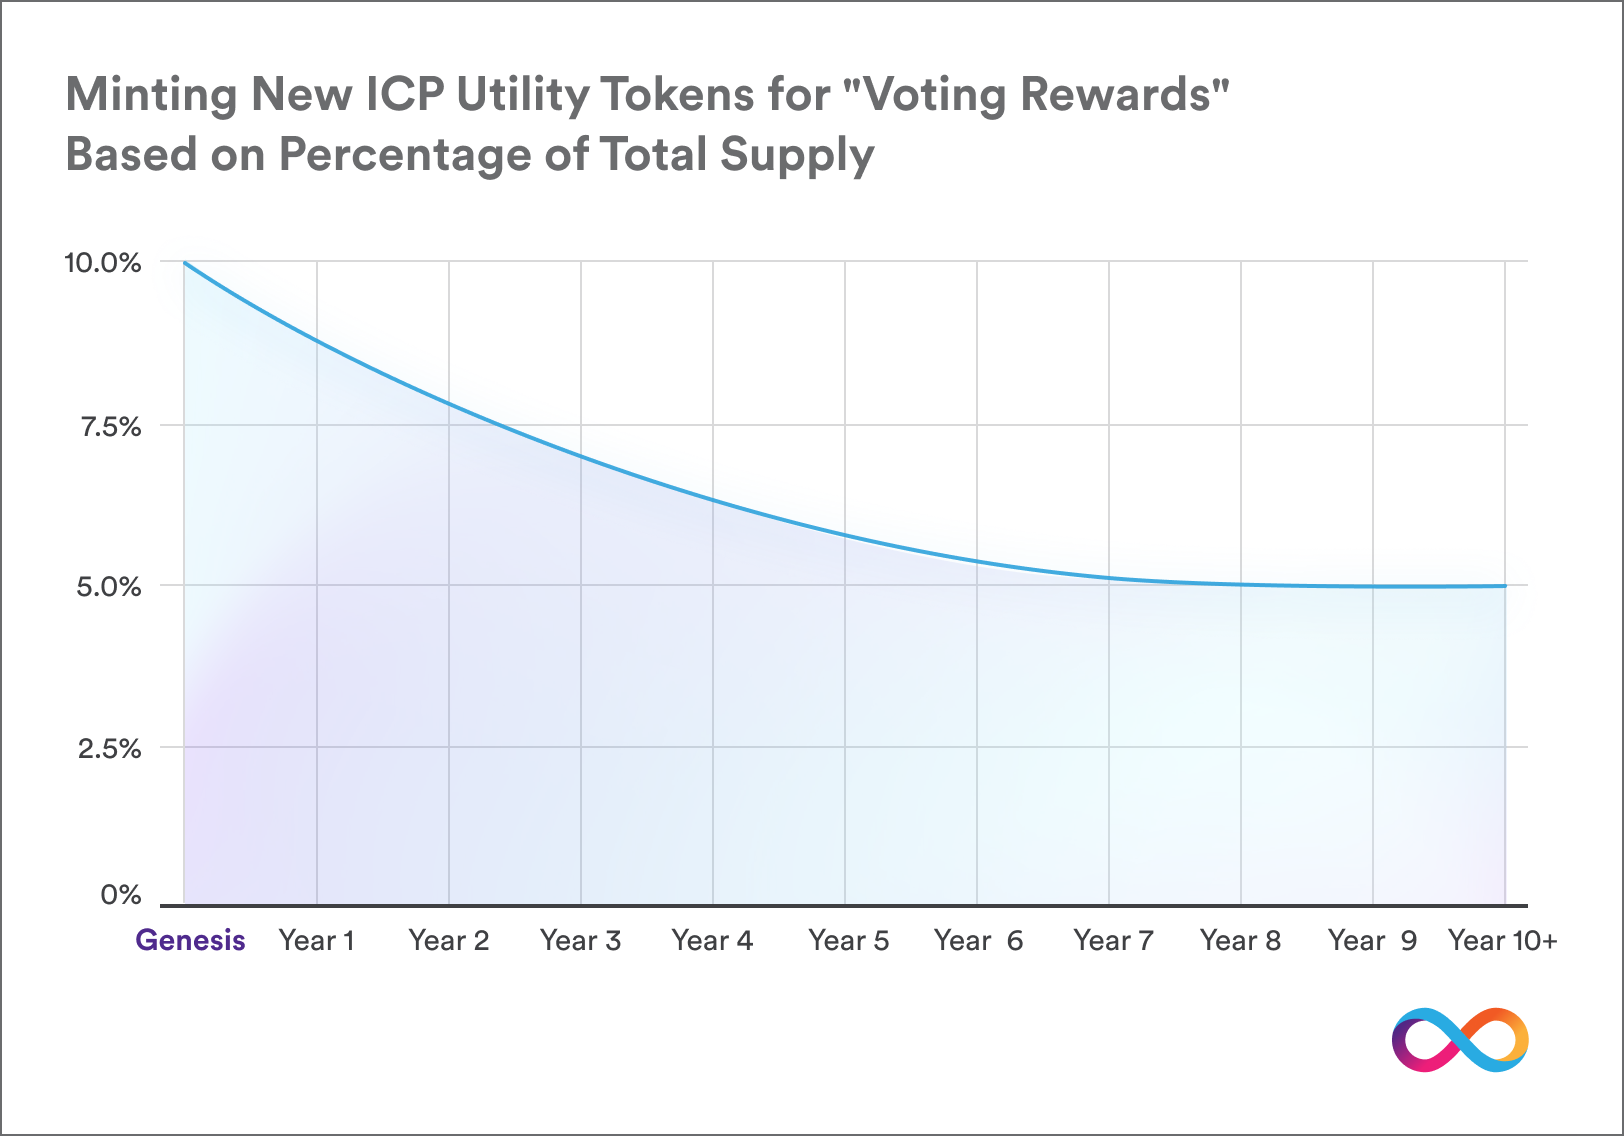 Minting New ICP Utility Tokens for "Voting Rewards"
Based on Percentage of Total Supply
10.0%
7.5%
5.0%
2.5%
0%
Genesis Year 1 Year 2 Year 3 Year 4 Year 5 Year 6 Year 7 Year 8 Year 9 Year 10+